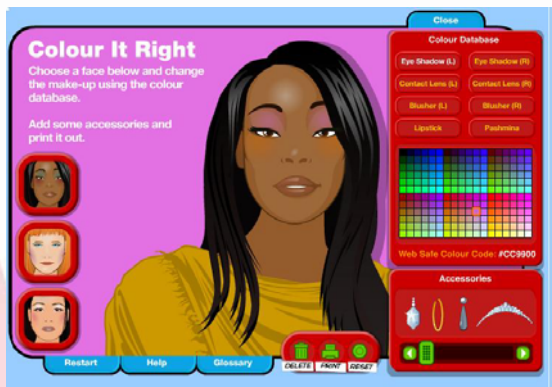 Close
Colour It Right
Choose a face below and change
the make-up using the colour
database.
Add some accessories and
print it out.
Colour Database
Eye Shadow (L)
Eye Shadow (R)
Contact Lens (L)
Contact Lens (R)
Blusher (L)
Blusher (R)
Lipstick
Pashmina
Web Safe Colour Code: #CC9900
Accessories
DELETE
PRINT
RESET
Restart
Help
Glossary